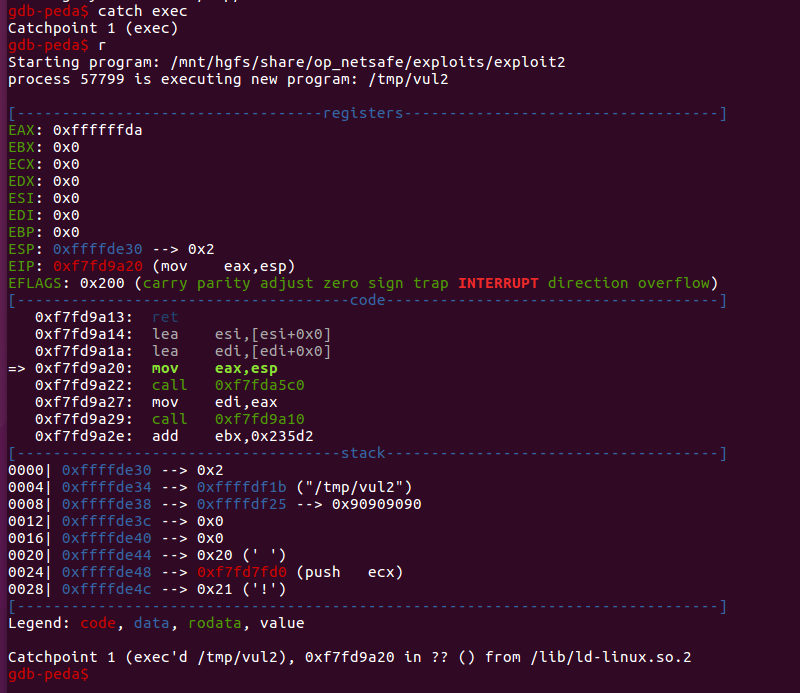 gdb-peda$ catch exec
Catchpoint 1 (exec)
gdb-peda$ r
Starting program: /mnt/hgfs/share/op_netsafe/exploits/exploit2
process 57799 is executing new program: /tmp/vul2
[----------------------------------registers-----------------------------------]
EAX: 0xffffffda
EBX: 0x0
ECX: 0x0
EDX: 0x0
ESI: 0x0
EDI: 0x0
EBP: 0x0
ESP: 0xffffde30 --> 0x2
EIP: 0xf7fd9a20 (mov    eax,esp)
EFLAGS: 0x200 (carry parity adjust zero sign trap INTERRUPT direction overflow)
[-------------------------------------code-------------------------------------]
   0xf7fd9a13:  ret
   0xf7fd9a14:  lea    esi,[esi+0x0]
   0xf7fd9a1a:  lea    edi,[edi+0x0]
=> 0xf7fd9a20:  mov    eax,esp
   0xf7fd9a22:  call   0xf7fda5c0
   0xf7fd9a27:  mov    edi,eax
   0xf7fd9a29:  call   0xf7fd9a10
   0xf7fd9a2e:  add    ebx,0x235d2
[------------------------------------stack-------------------------------------]
0000| 0xffffde30 --> 0x2
0004| 0xffffde34 --> 0xffffdf1b ("/tmp/vul2")
0008| 0xffffde38 --> 0xffffdf25 --> 0x90909090
0012| 0xffffde3c --> 0x0
0016| 0xffffde40 --> 0x0
0020| 0xffffde44 --> 0x20 (' ')
0024| 0xffffde48 --> 0xf7fd7fd0 (push   ecx)
0028| 0xffffde4c --> 0x21 ('!')
[------------------------------------------------------------------------------]
Legend: code, data, rodata, value
Catchpoint 1 (exec'd /tmp/vul2), 0xf7fd9a20 in ?? () from /lib/ld-linux.so.2
gdb-peda$